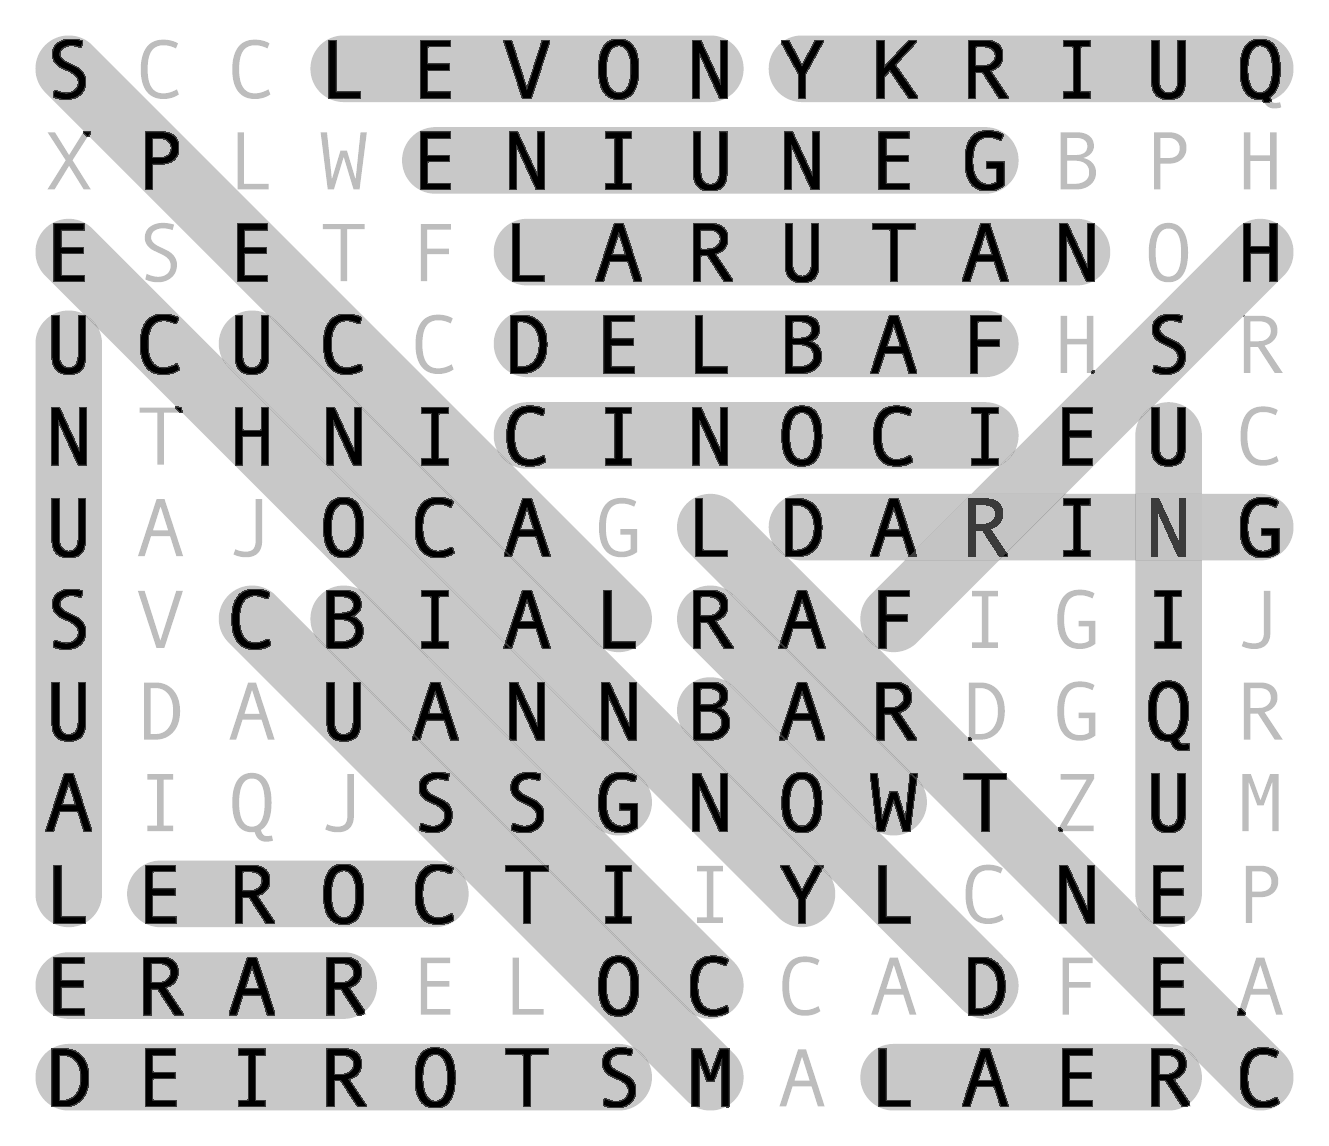 S C C L E V O N Y K R I U Q
X P L W E N I U N E G B P H
E S E T F L A R U T A N O H
U C U C C D E L B A F H S R
N T H N I C I N O C I E U C
U A J O C A G L D A R I N G
S V C B I A L R A F I G I J
U D A U A N N B A R D G Q R
A I Q J S S G N O W T Z U M
L E R O C T I I Y L C N E P
E R A R E L O C C A D F E A
D E I R O T S M A L A E R C